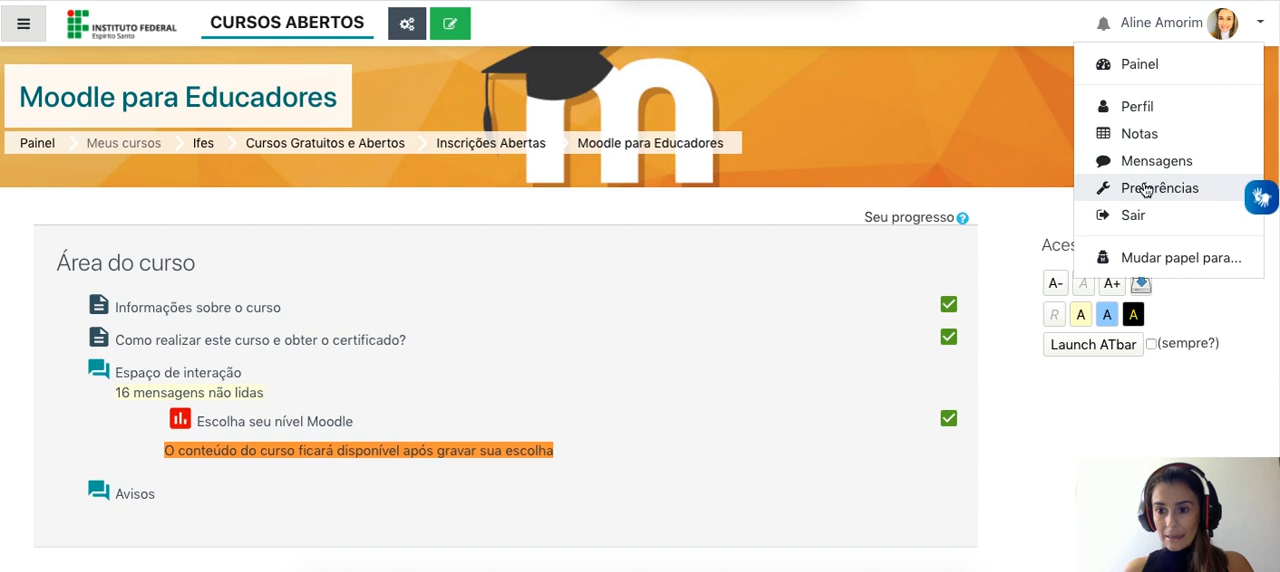 INSTITUTO FEDERAL
Espírito Santo
CURSOS ABERTOS
Aline Amorim
Moodle para Educadores
Painel
Meus cursos
Ifes
Cursos Gratuitos e Abertos
Inscrições Abertas
Moodle para Educadores
m
Painel
Perfil
Notas
Mensagens
Preferências
Sair
Mudar papel para...
Seu progresso
Área do curso
Informações sobre o curso
Como realizar este curso e obter o certificado?
Espaço de interação
16 mensagens não lidas
Escolha seu nível Moodle
O conteúdo do curso ficará disponível após gravar sua escolha
Avisos
Aces
A- A A+
R A A A
Launch ATbar (sempre?)